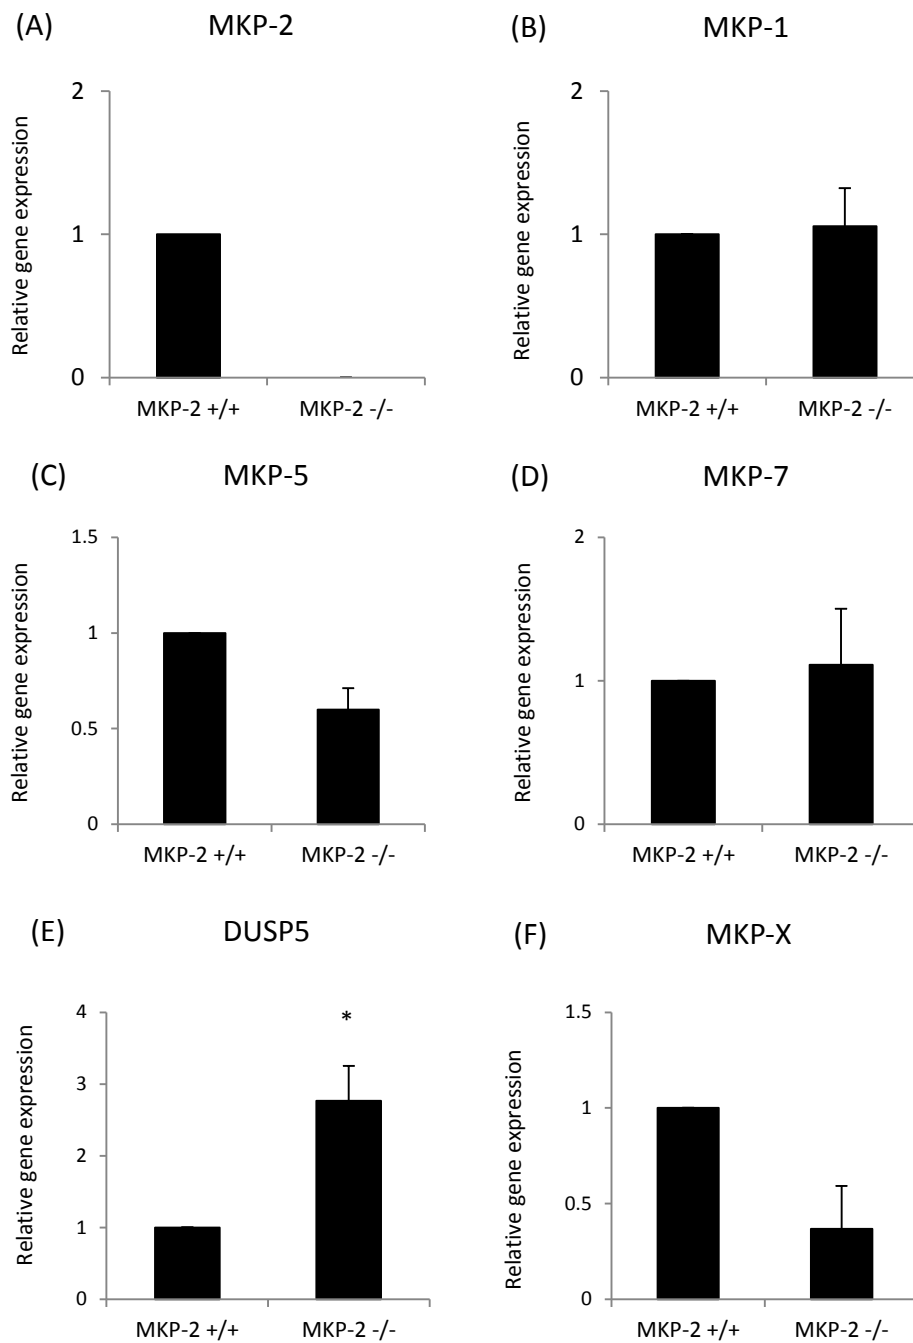 (A)
MKP-2
Relative gene expression
2
1
0
MKP-2 +/+
MKP-2 -/-
(B)
MKP-1
Relative gene expression
2
1
0
MKP-2 +/+
MKP-2 -/-
(C)
MKP-5
Relative gene expression
1.5
1
0.5
0
MKP-2 +/+
MKP-2 -/-
(D)
MKP-7
Relative gene expression
2
1
0
MKP-2 +/+
MKP-2 -/-
(E)
DUSP5
Relative gene expression
4
3
2
1
0
*
MKP-2 +/+
MKP-2 -/-
(F)
MKP-X
Relative gene expression
1.5
1
0.5
0
MKP-2 +/+
MKP-2 -/-